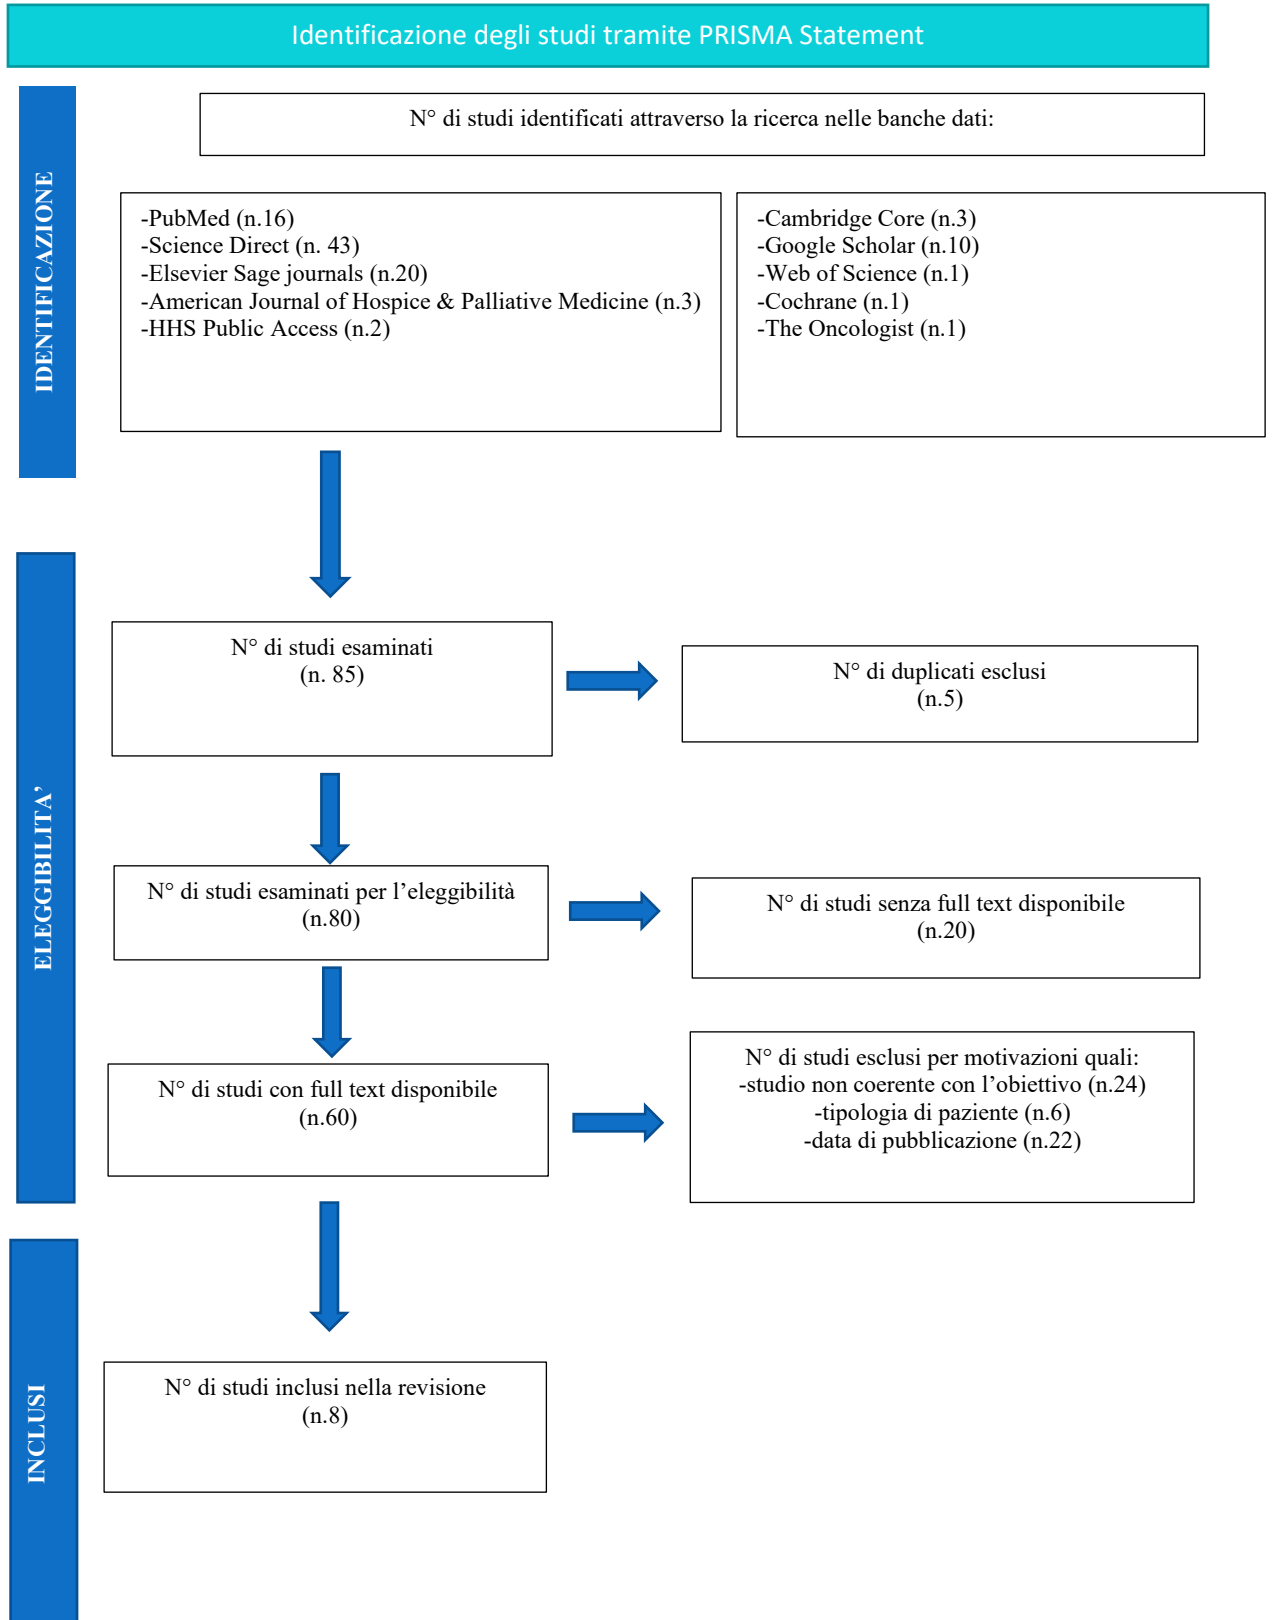 Identificazione degli studi tramite PRISMA Statement
IDENTIFICAZIONE
N° di studi identificati attraverso la ricerca nelle banche dati:
-PubMed (n.16)
-Science Direct (n. 43)
-Elsevier Sage journals (n.20)
-American Journal of Hospice & Palliative Medicine (n.3)
-HHS Public Access (n.2)
-Cambridge Core (n.3)
-Google Scholar (n.10)
-Web of Science (n.1)
-Cochrane (n.1)
-The Oncologist (n.1)
ELEGGIBILITA’
N° di studi esaminati
(n. 85)
N° di duplicati esclusi
(n.5)
N° di studi esaminati per l’eleggibilità
(n.80)
N° di studi senza full text disponibile
(n.20)
N° di studi con full text disponibile
(n.60)
N° di studi esclusi per motivazioni quali:
-studio non coerente con l’obiettivo (n.24)
-tipologia di paziente (n.6)
-data di pubblicazione (n.22)
INCLUSI
N° di studi inclusi nella revisione
(n.8)